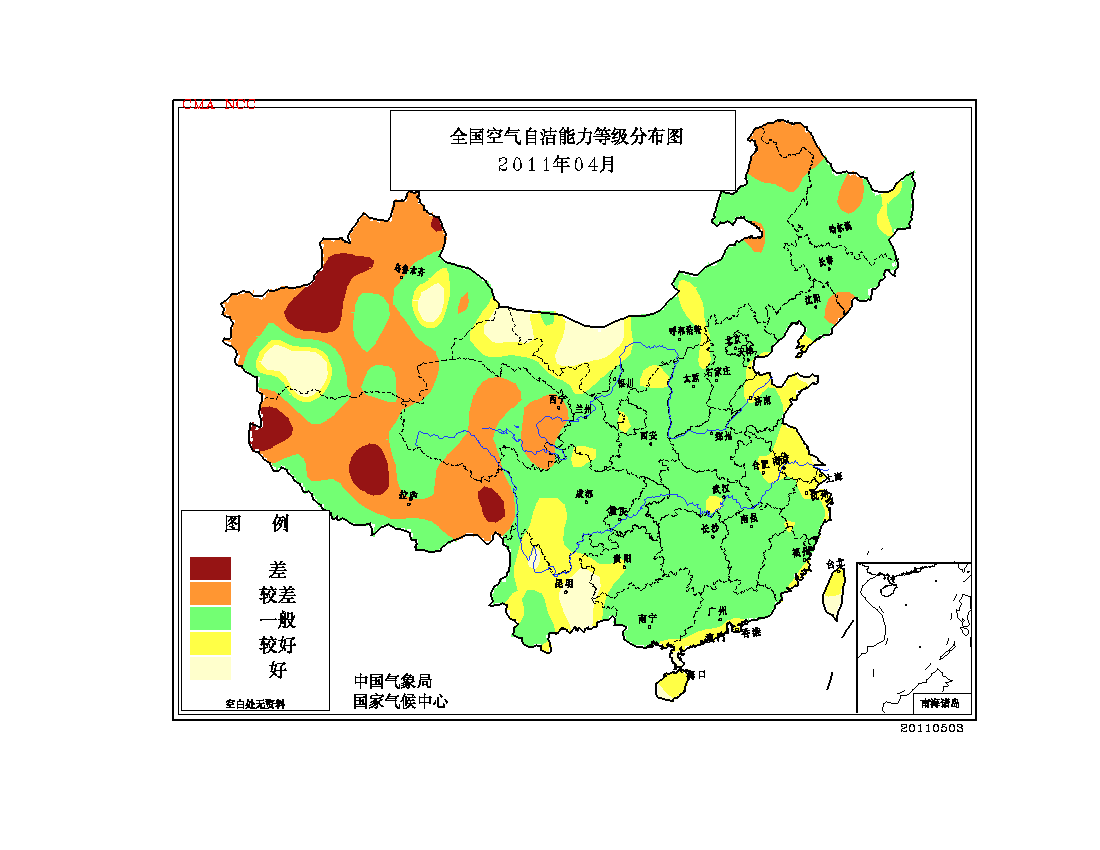 CMA NCC
全国空气自洁能力等级分布图
2011年04月
哈尔滨
乌鲁木齐
长春
沈阳
呼和浩特
北京
天津
银川
太原
石家庄
西宁
济南
兰州
西安
郑州
合肥
南京
上海
拉萨
成都
武汉
杭州
重庆
长沙
南昌
贵阳
福州
台北
昆明
南宁
广州
澳门
香港
海口
图 例
差
较差
一般
较好
好
空白处无资料
中国气象局
国家气候中心
南海诸岛
20110503